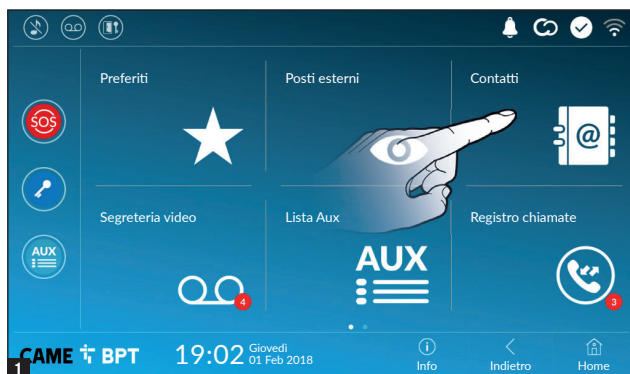 Preferiti
Posti esterni
Contatti
SOS
@
Segreteria video
Lista Aux
Registro chiamate
AUX
AUX
4
3
CAME BPT
19:02
Giovedì
01 Feb 2018
Info
Indietro
Home
1